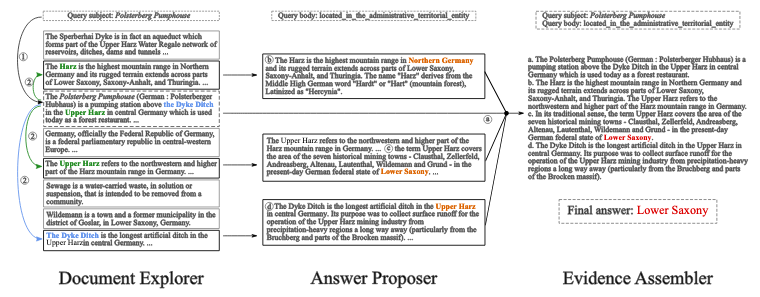 Query subject: Polsterberg Pumphouse
The Sperberhai Dyke is in fact an aqueduct which
forms part of the Upper Harz Water Regale network of
reservoirs, ditches, dams and tunnels ...
①
The Harz is the highest mountain range in Northern
Germany and its rugged terrain extends across parts
of Lower Saxony, Saxony-Anhalt, and Thuringia. ...
②
The Polsterberg Pumphouse (German : Polsterberger
Hubhaus) is a pumping station above the Dyke Ditch
in the Upper Harz in central Germany which is used
today as a forest restaurant. ...
Germany, officially the Federal Republic of Germany,
is a federal parliamentary republic in central-western
Europe. ...
②
The Upper Harz refers to the northwestern and higher
part of the Harz mountain range in Germany. ...
②
Sewage is a water-carried waste, in solution or
suspension, that is intended to be removed from a
community.
Wildemann is a town and a former municipality in the
district of Goslar, in Lower Saxony, Germany.
The Dyke Ditch is the longest artificial ditch in the
Upper Harz in central Germany. ...
Document Explorer
Query body: located_in_the_administrative_territorial_entity
ⓑ The Harz is the highest mountain range in Northern Germany
and its rugged terrain extends across parts of Lower Saxony,
Saxony-Anhalt, and Thuringia. The name "Harz" derives from the
Middle High German word "Hardt" or "Hart" (mountain forest),
Latinized as "Hercynia".
ⓐ
The Upper Harz refers to the northwestern and higher part of the
Harz mountain range in Germany. ... ⓒ the term Upper Harz covers
the area of the seven historical mining towns - Clausthal, Zellerfeld,
Andreasberg, Altenau, Lautenthal, Wildemann and Grund - in the
present-day German federal state of Lower Saxony. ...
ⓓ The Dyke Ditch is the longest artificial ditch in the Upper Harz
in central Germany. Its purpose was to collect surface runoff for the
operation of the Upper Harz mining industry from
precipitation-heavy regions a long way away (particularly from the
Bruchberg and parts of the Brocken massif). ...
Answer Proposer
Query subject: Polsterberg Pumphouse
Query body: located_in_the_administrative_territorial_entity
a. The Polsterberg Pumphouse (German : Polsterberger Hubhaus) is a
pumping station above the Dyke Ditch in the Upper Harz in central
Germany which is used today as a forest restaurant.
b. The Harz is the highest mountain range in Northern Germany and
its rugged terrain extends across parts of Lower Saxony,
Saxony-Anhalt, and Thuringia. The Upper Harz refers to the
northwestern and higher part of the Harz mountain range in Germany.
c. In its traditional sense, the term Upper Harz covers the area of the
seven historical mining towns - Clausthal, Zellerfeld, Andreasberg,
Altenau, Lautenthal, Wildemann and Grund - in the present-day
German federal state of Lower Saxony.
d. The Dyke Ditch is the longest artificial ditch in the Upper Harz in
central Germany. Its purpose was to collect surface runoff for the
operation of the Upper Harz mining industry from precipitation-heavy
regions a long way away (particularly from the Bruchberg and parts
of the Brocken massif).
Final answer: Lower Saxony
Evidence Assembler